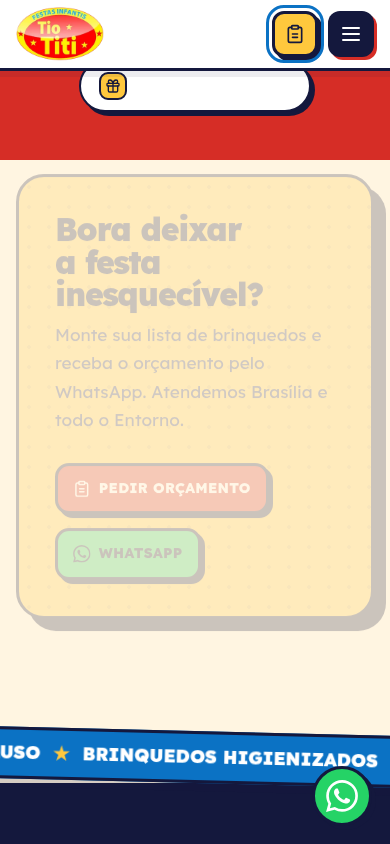 FESTAS INFANTIS
Tio
Titi
Bora deixar
a festa
inesquecível?
Monte sua lista de brinquedos e
receba o orçamento pelo
WhatsApp. Atendemos Brasília e
todo o Entorno.
PEDIR ORÇAMENTO
WHATSAPP
USO ★ BRINQUEDOS HIGIENIZADOS